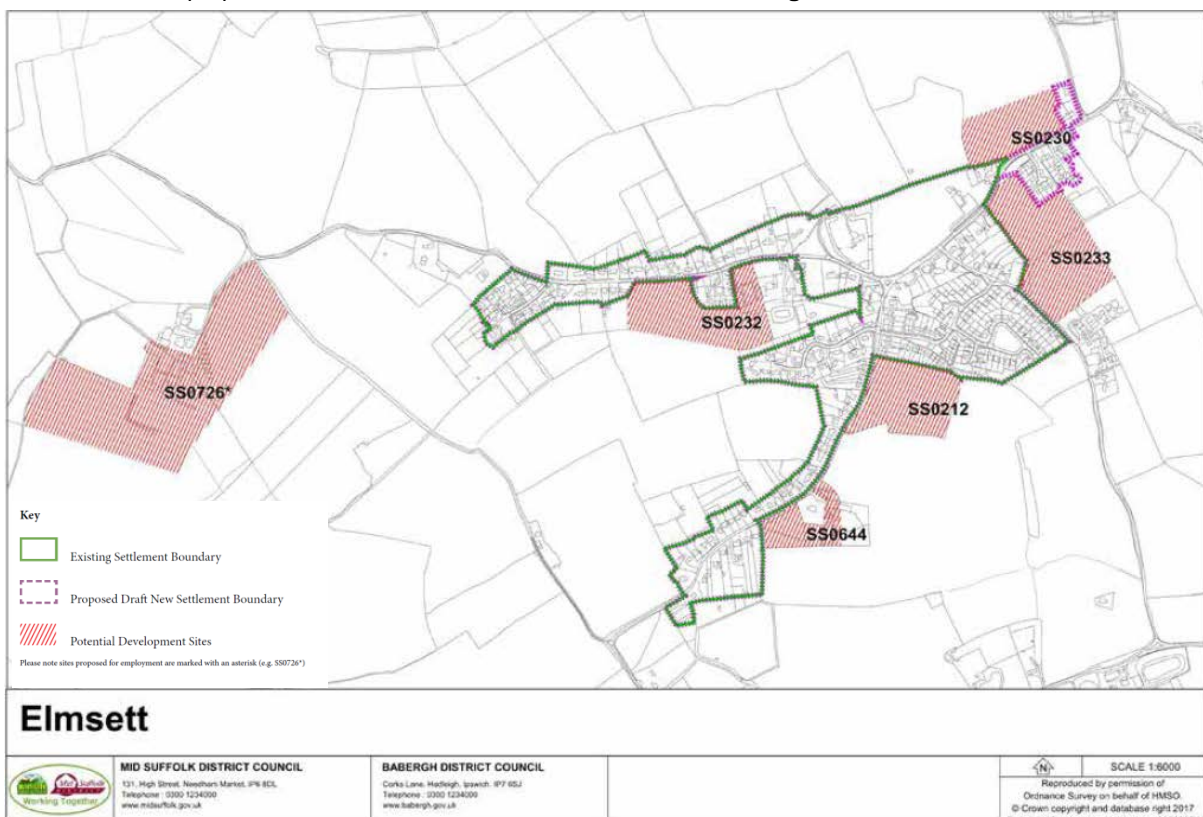 SS0230
SS0233
SS0232
SS0726*
SS0212
SS0644
Key
Existing Settlement Boundary
Proposed Draft New Settlement Boundary
Potential Development Sites
Please note sites proposed for employment are marked with an asterisk (e.g. SS0726*)
Elmsett
Mid Suffolk
Working Together
MID SUFFOLK DISTRICT COUNCIL
131, High Street, Needham Market, IP6 8DL
Telephone : 0300 1234000
www.midsuffolk.gov.uk
BABERGH DISTRICT COUNCIL
Corks Lane, Hadleigh, Ipswich. IP7 6SJ
Telephone : 0300 1234000
www.babergh.gov.uk
N
SCALE 1:6000
Reproduced by permission of
Ordnance Survey on behalf of HMSO.
© Crown copyright and database right 2017